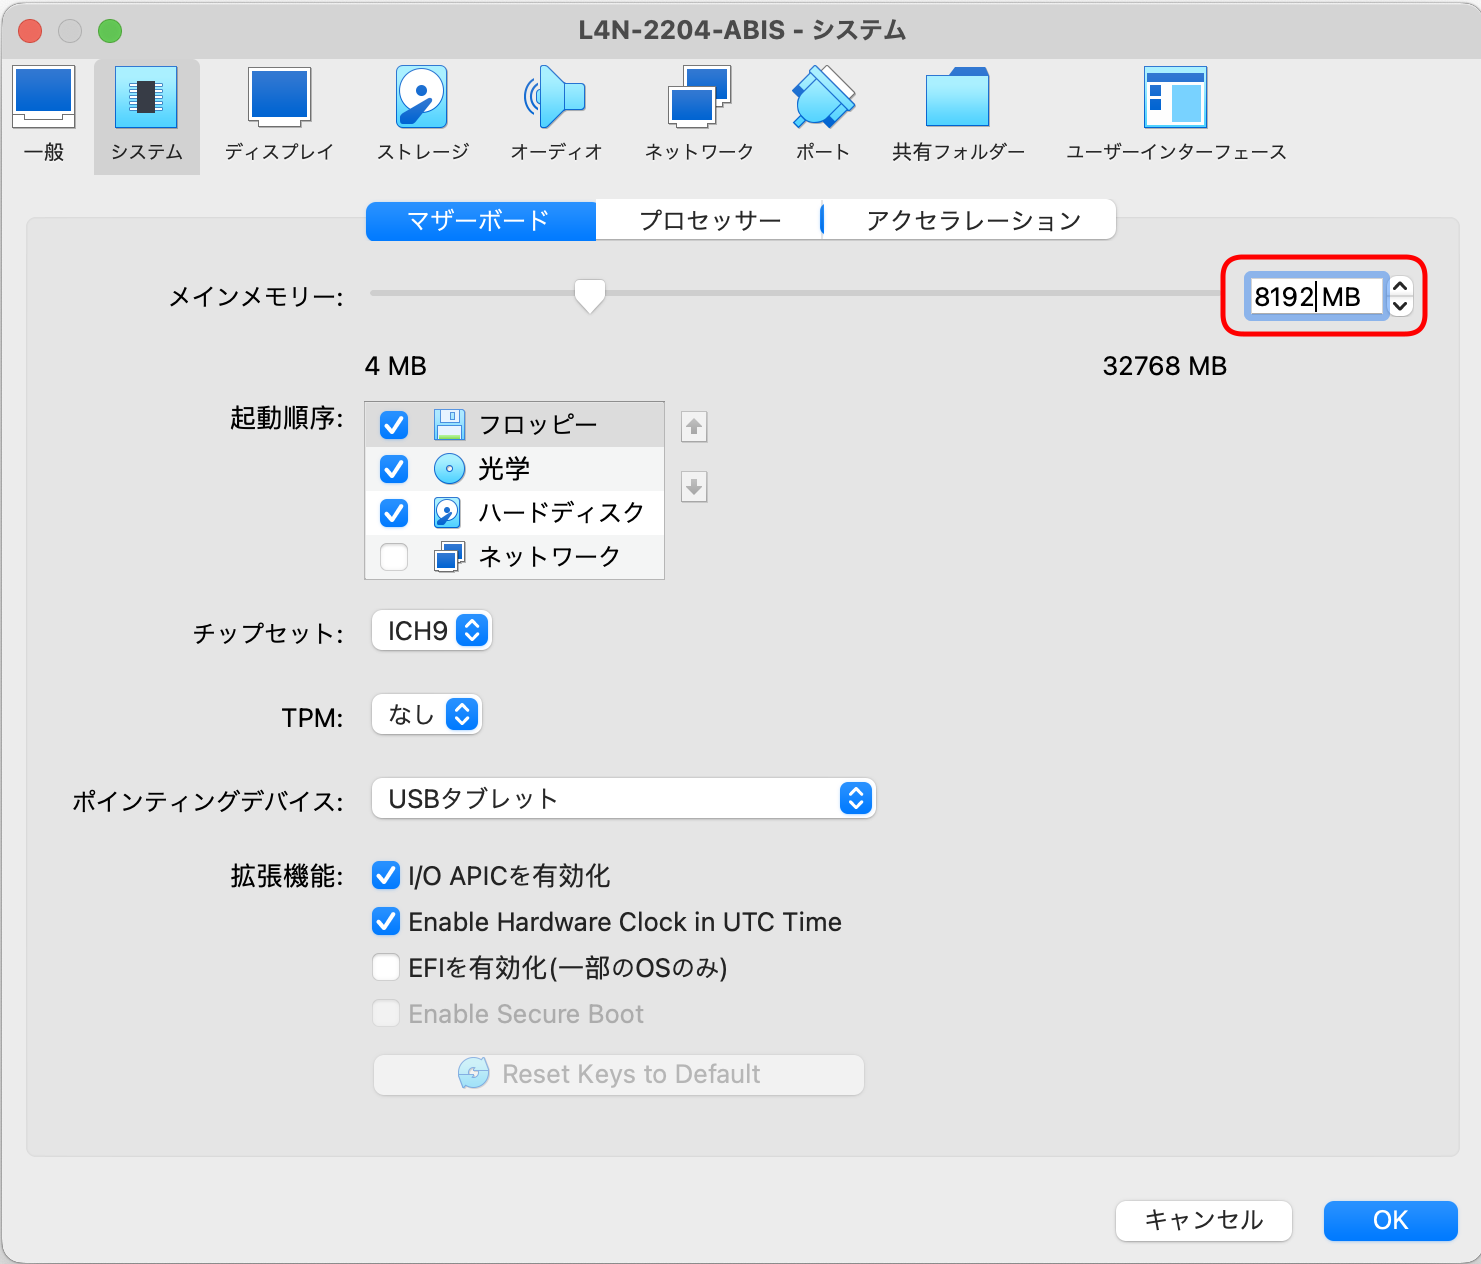 L4N-2204-ABIS - システム
一般 システム ディスプレイ ストレージ オーディオ ネットワーク ポート 共有フォルダー ユーザーインターフェース
マザーボード プロセッサー アクセラレーション
メインメモリー: 8192 MB
4 MB 32768 MB
起動順序: フロッピー
光学
ハードディスク
ネットワーク
チップセット: ICH9
TPM: なし
ポインティングデバイス: USBタブレット
拡張機能: I/O APICを有効化
Enable Hardware Clock in UTC Time
EFIを有効化(一部のOSのみ)
Enable Secure Boot
Reset Keys to Default
キャンセル OK